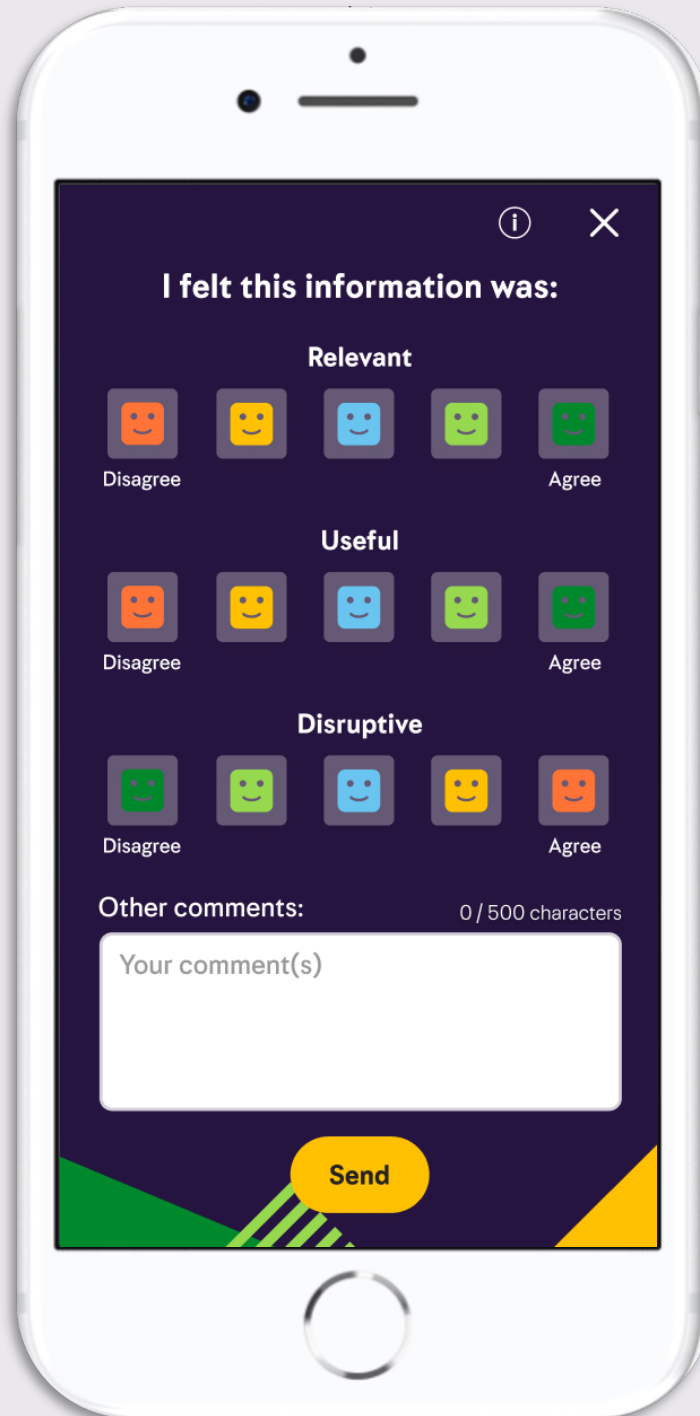 I felt this information was:
Relevant
Disagree Agree
Useful
Disagree Agree
Disruptive
Disagree Agree
Other comments: 0 / 500 characters
Your comment(s)
Send